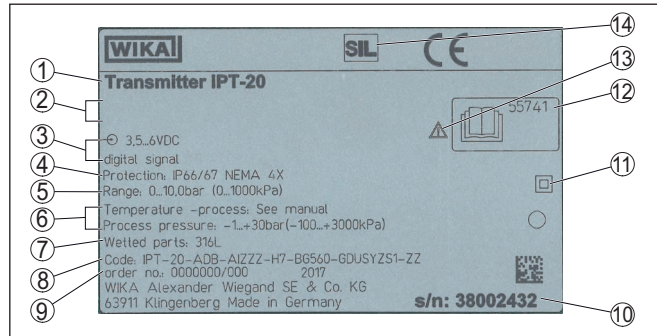 WIKA SIL CE 14
13
1 Transmitter IPT-20
2
55741 12
3 3,5…6VDC
digital signal
4 Protection: IP66/67 NEMA 4X
5 Range: 0…10,0bar (0…1000kPa)
11
6 Temperature -process: See manual
Process pressure: -1…+30bar(-100…+3000kPa)
7 Wetted parts: 316L
8 Code: IPT-20-ADB-AIZZZ-H7-BG560-GDUSYZS1-ZZ
9 order no.: 0000000/000 2017
WIKA Alexander Wiegand SE & Co. KG
63911 Klingenberg Made in Germany s/n: 38002432 10